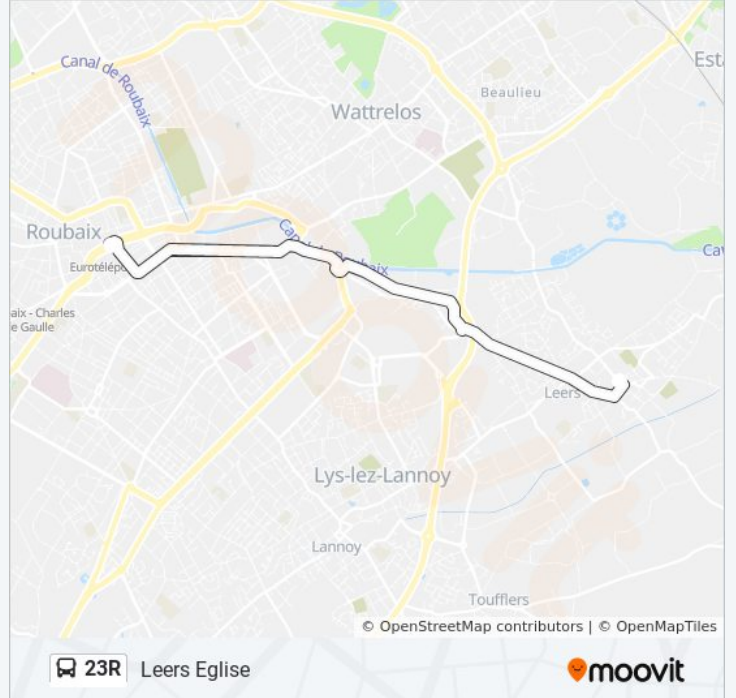 Canal de Roubaix
Esta
Beaulieu
Wattrelos
Roubaix
Canal de Roubaix
Cav
Eurotélépo
aix - Charles
e Gaulle
Leers
Lys-lez-Lannoy
Lannoy
Toufflers
© OpenStreetMap contributors | © OpenMapTiles
23R Leers Eglise
moovit